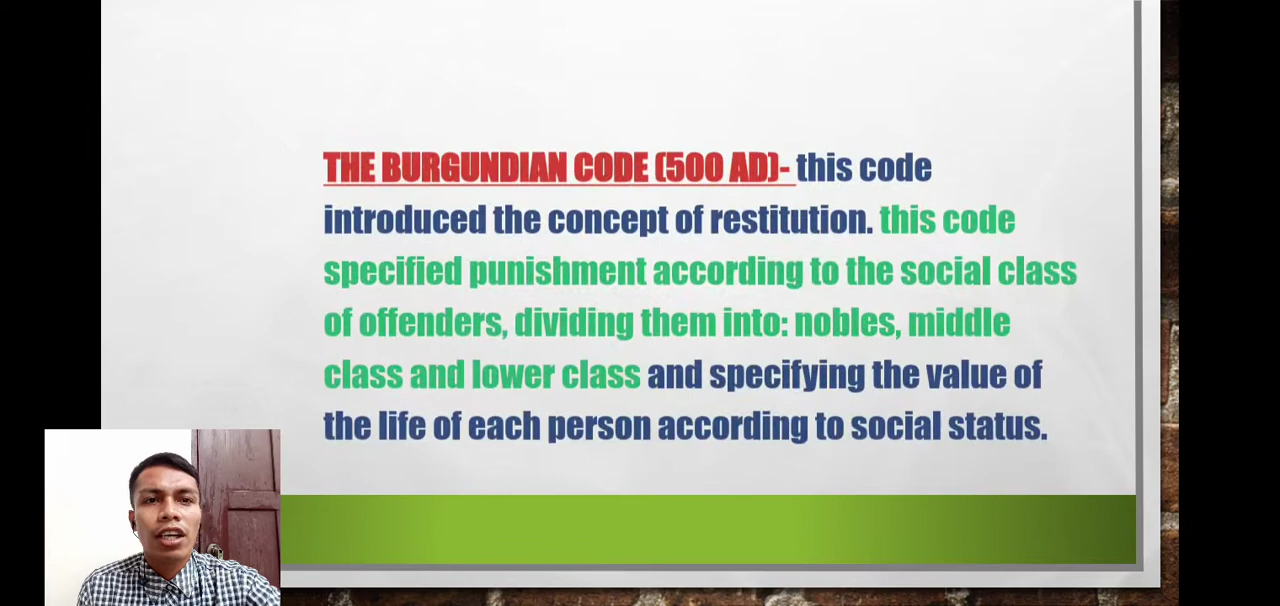 THE BURGUNDIAN CODE (500 AD)- this code
introduced the concept of restitution. this code
specified punishment according to the social class
of offenders, dividing them into: nobles, middle
class and lower class and specifying the value of
the life of each person according to social status.